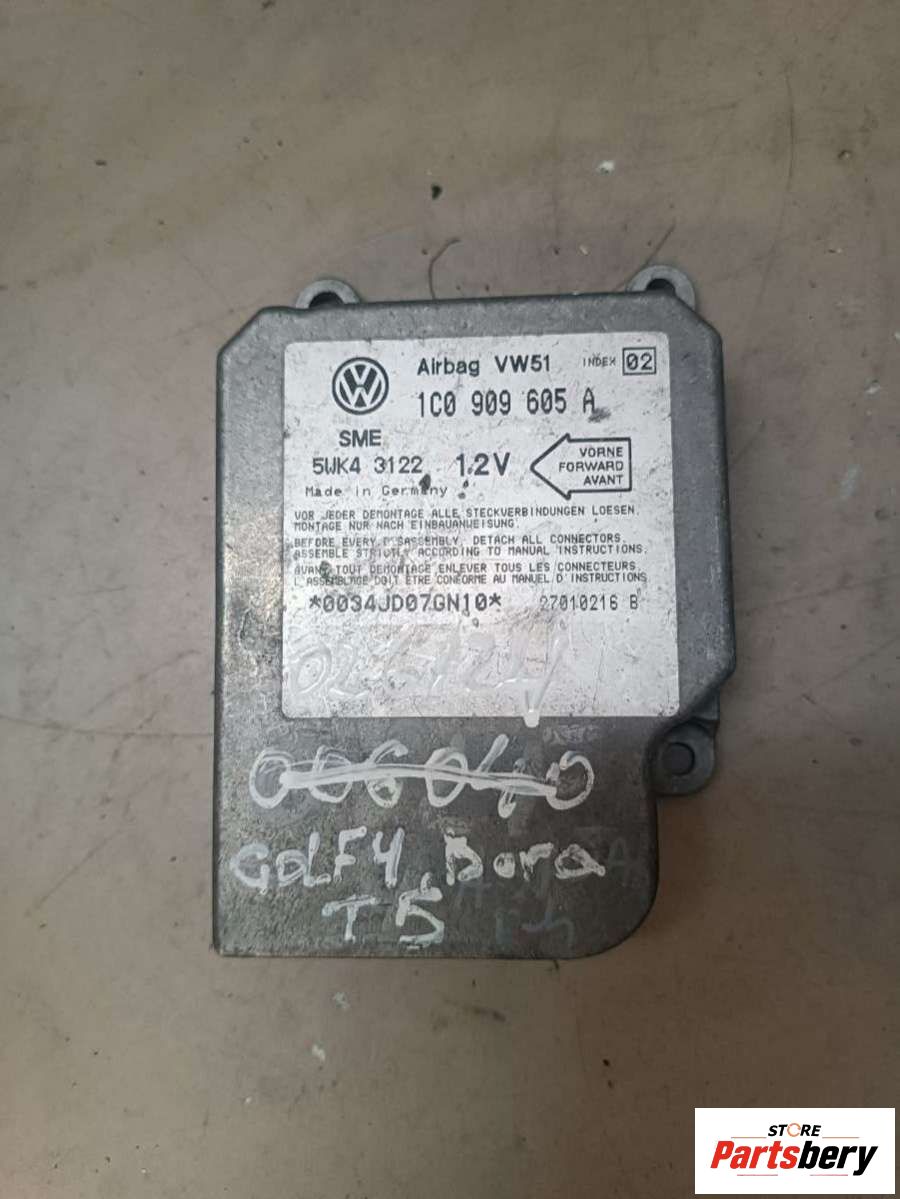 Airbag VW51 INDEX 02
1C0 909 605 A
SME
5WK4 3122 12V
VORNE
FORWARD
AVANT
Made in Germany
VOR JEDER DEMONTAGE ALLE STECKVERBINDUNGEN LOESEN.
MONTAGE NUR NACH EINBAUANWEISUNG.
BEFORE EVERY DISASSEMBLY, DETACH ALL CONNECTORS.
ASSEMBLE STRICTLY ACCORDING TO MANUAL INSTRUCTIONS.
AVANT TOUT DEMONTAGE ENLEVER TOUS LES CONNECTEURS.
L'ASSEMBLAGE DOIT ETRE CONFORME AU MANUEL D'INSTRUCTIONS
*0034JD07GN10* 27010216 B
006040
GOLF4 Bora
T5
STORE
Partsbery